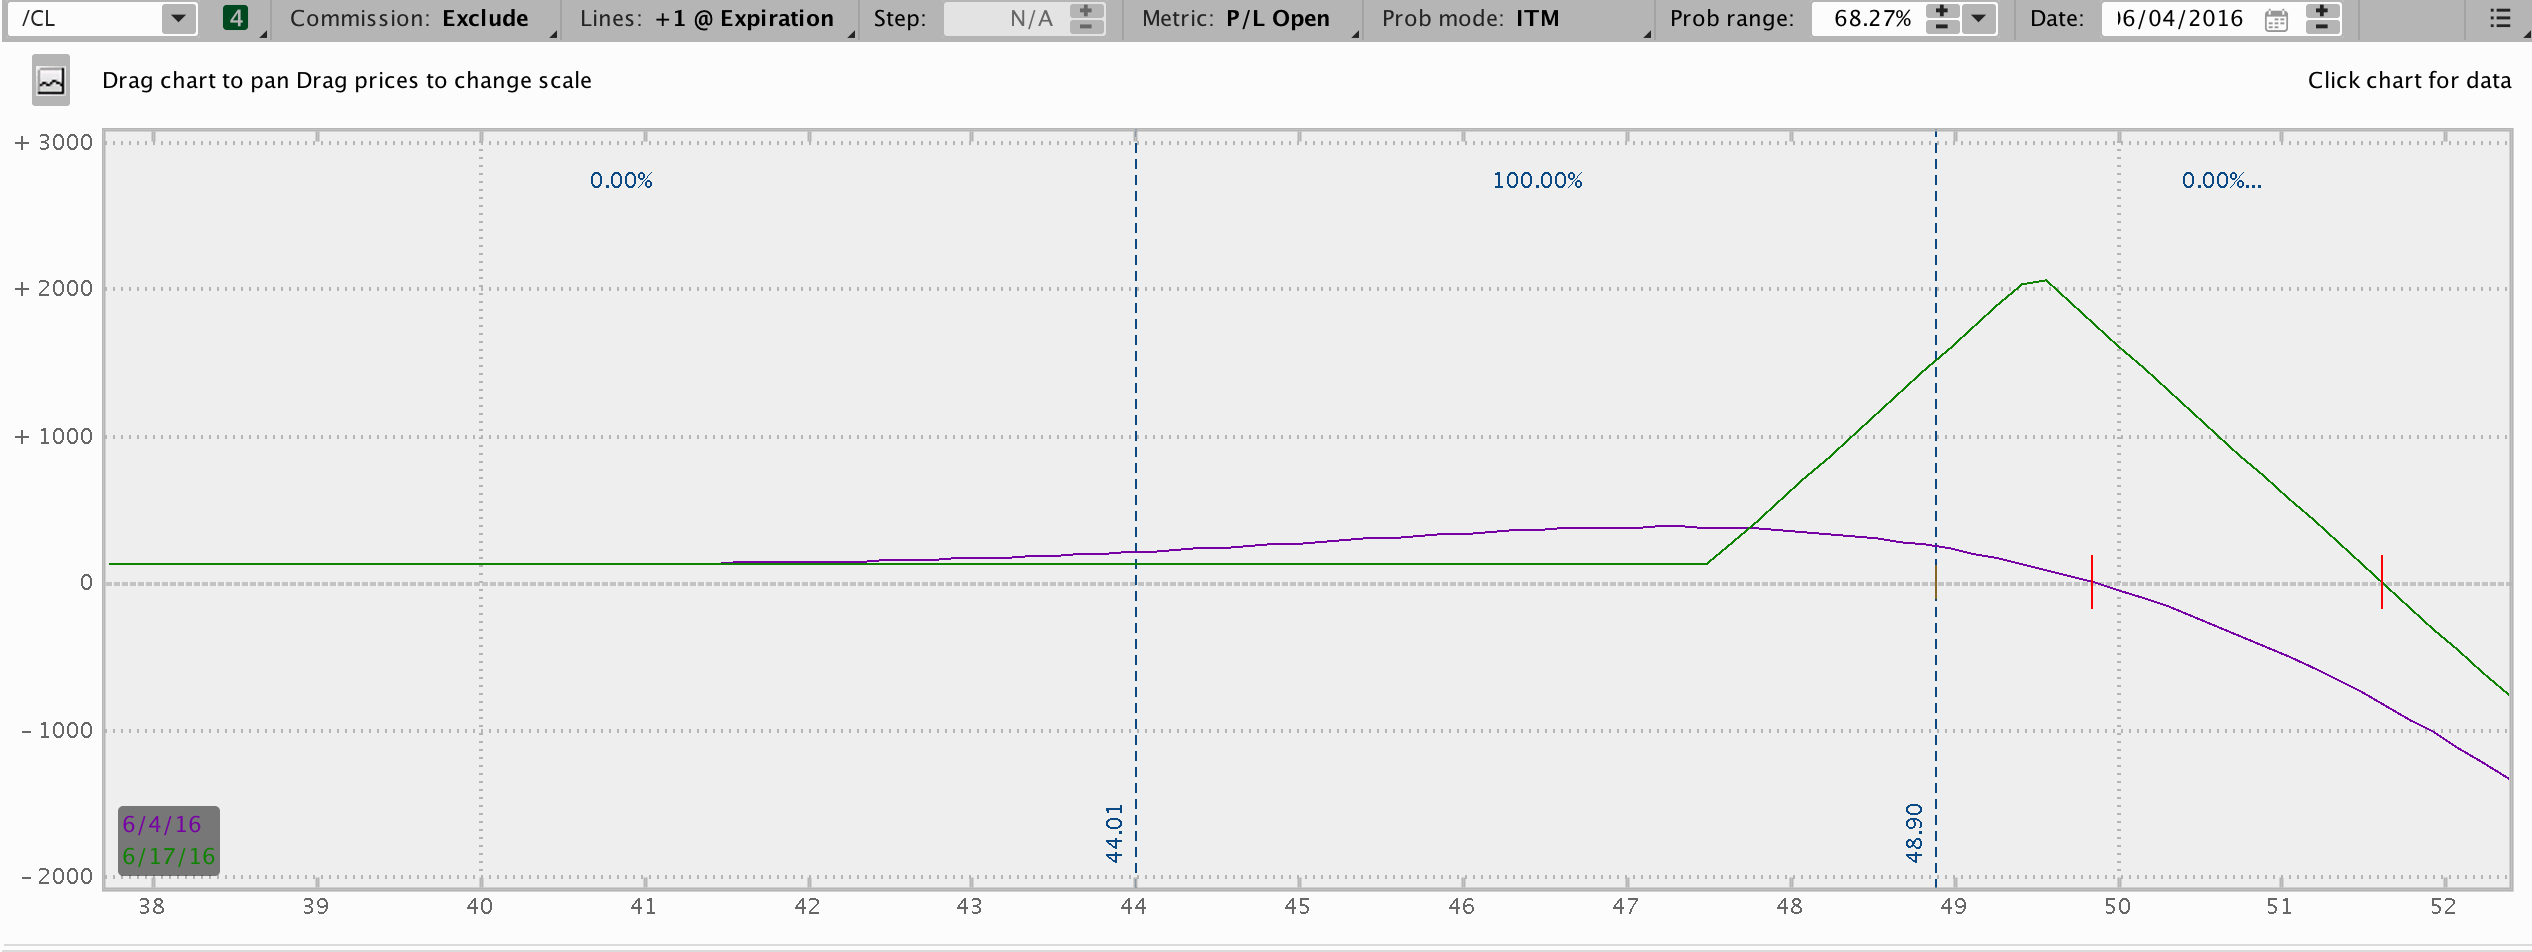 /CL 4 Commission: Exclude Lines: +1 @ Expiration Step: N/A Metric: P/L Open Prob mode: ITM Prob range: 68.27% Date: 06/04/2016
Drag chart to pan Drag prices to change scale Click chart for data
+ 3000
0.00% 100.00% 0.00%...
+ 2000
+ 1000
0
- 1000
44.01 48.90
6/4/16
6/17/16
- 2000
38 39 40 41 42 43 44 45 46 47 48 49 50 51 52